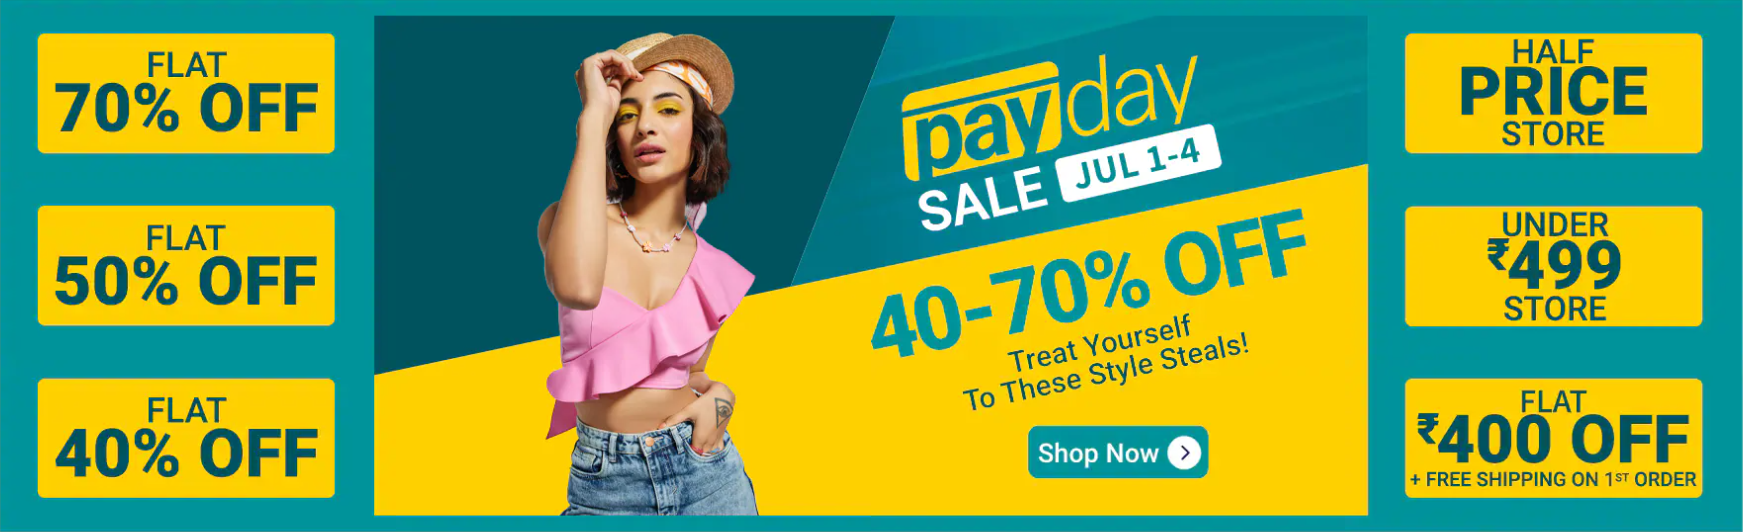 FLAT
70% OFF
FLAT
50% OFF
FLAT
40% OFF
payday
SALE JUL 1-4
40-70% OFF
Treat Yourself
To These Style Steals!
Shop Now
HALF
PRICE
STORE
UNDER
₹499
STORE
FLAT
₹400 OFF
+ FREE SHIPPING ON 1ST ORDER